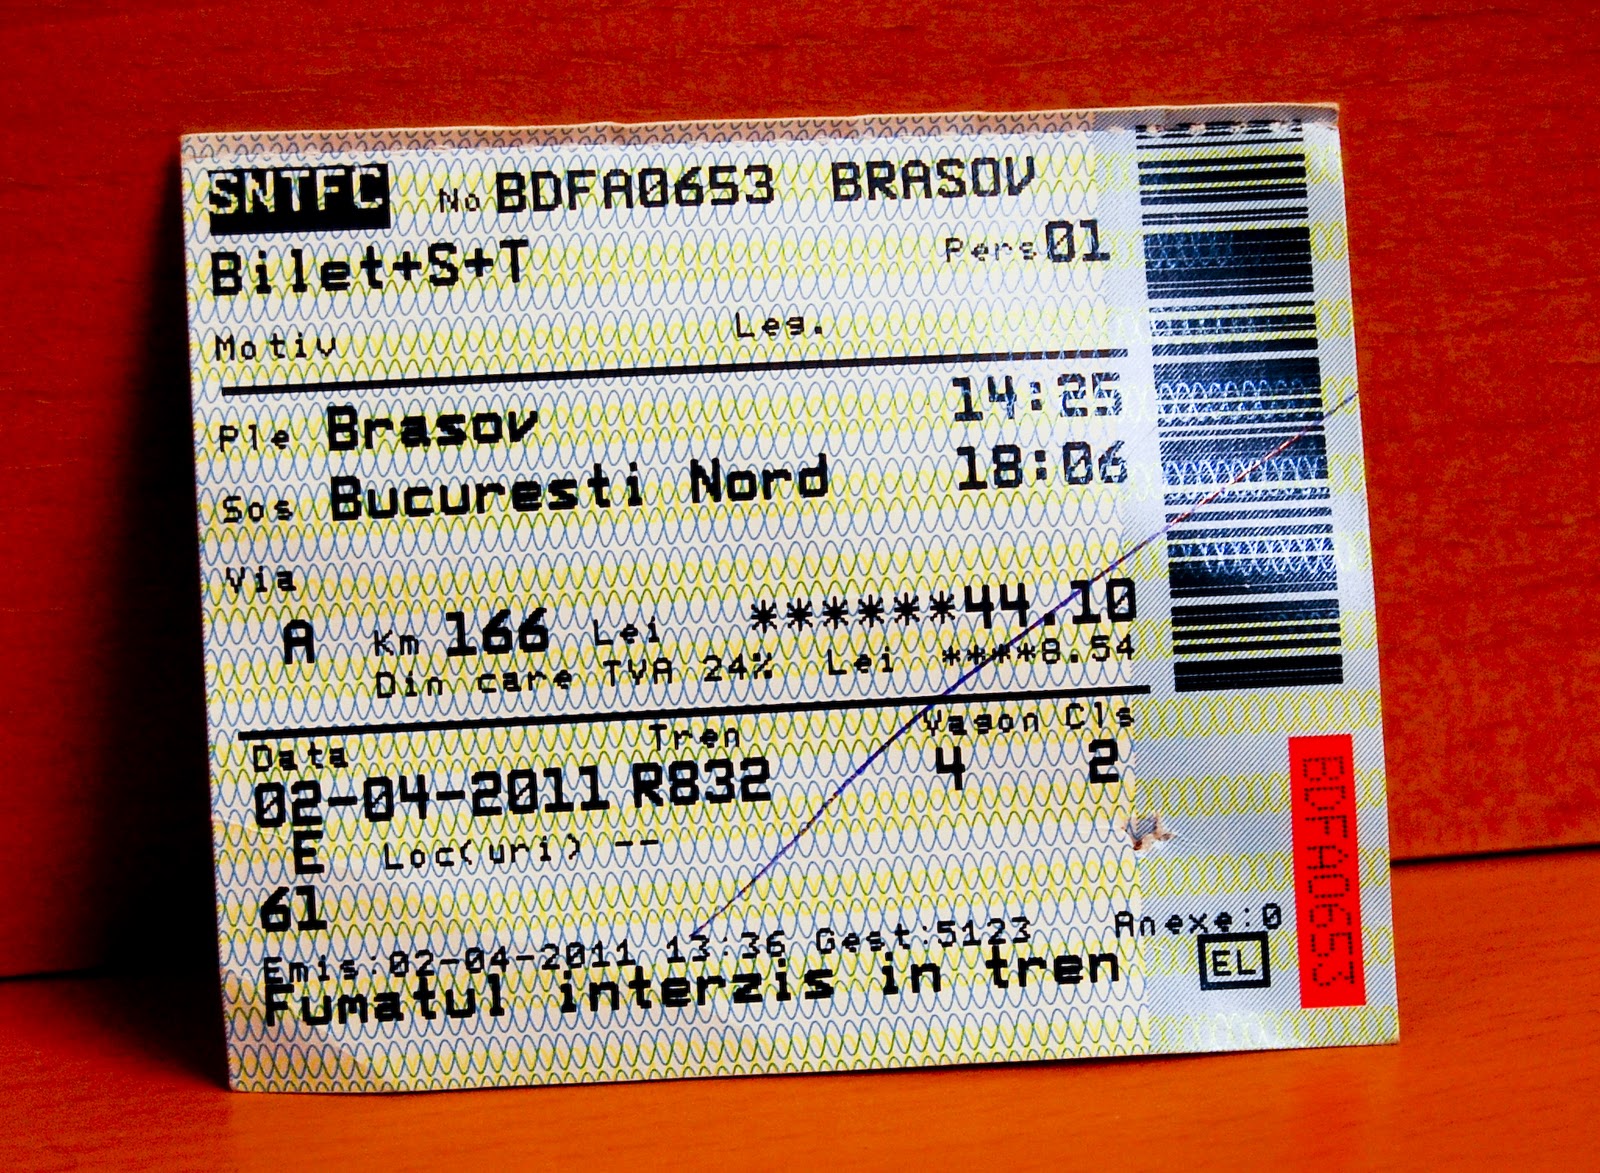 SNTFC No BDFA0653 BRASOV
Bilet+S+T Pers 01
Motiv Leg.
Ple Brasov 14:25
Sos Bucuresti Nord 18:06
Via
A Km 166 Lei ******44.10
Din care TVA 24% Lei ****8.54
Data Tren Vagon Cls
02-04-2011 R832 4 2
E Loc(uri) --
61
Emis:02-04-2011 13:36 Gest:5123 Anexe:0
Fumatul interzis in tren EL
BDFA0653